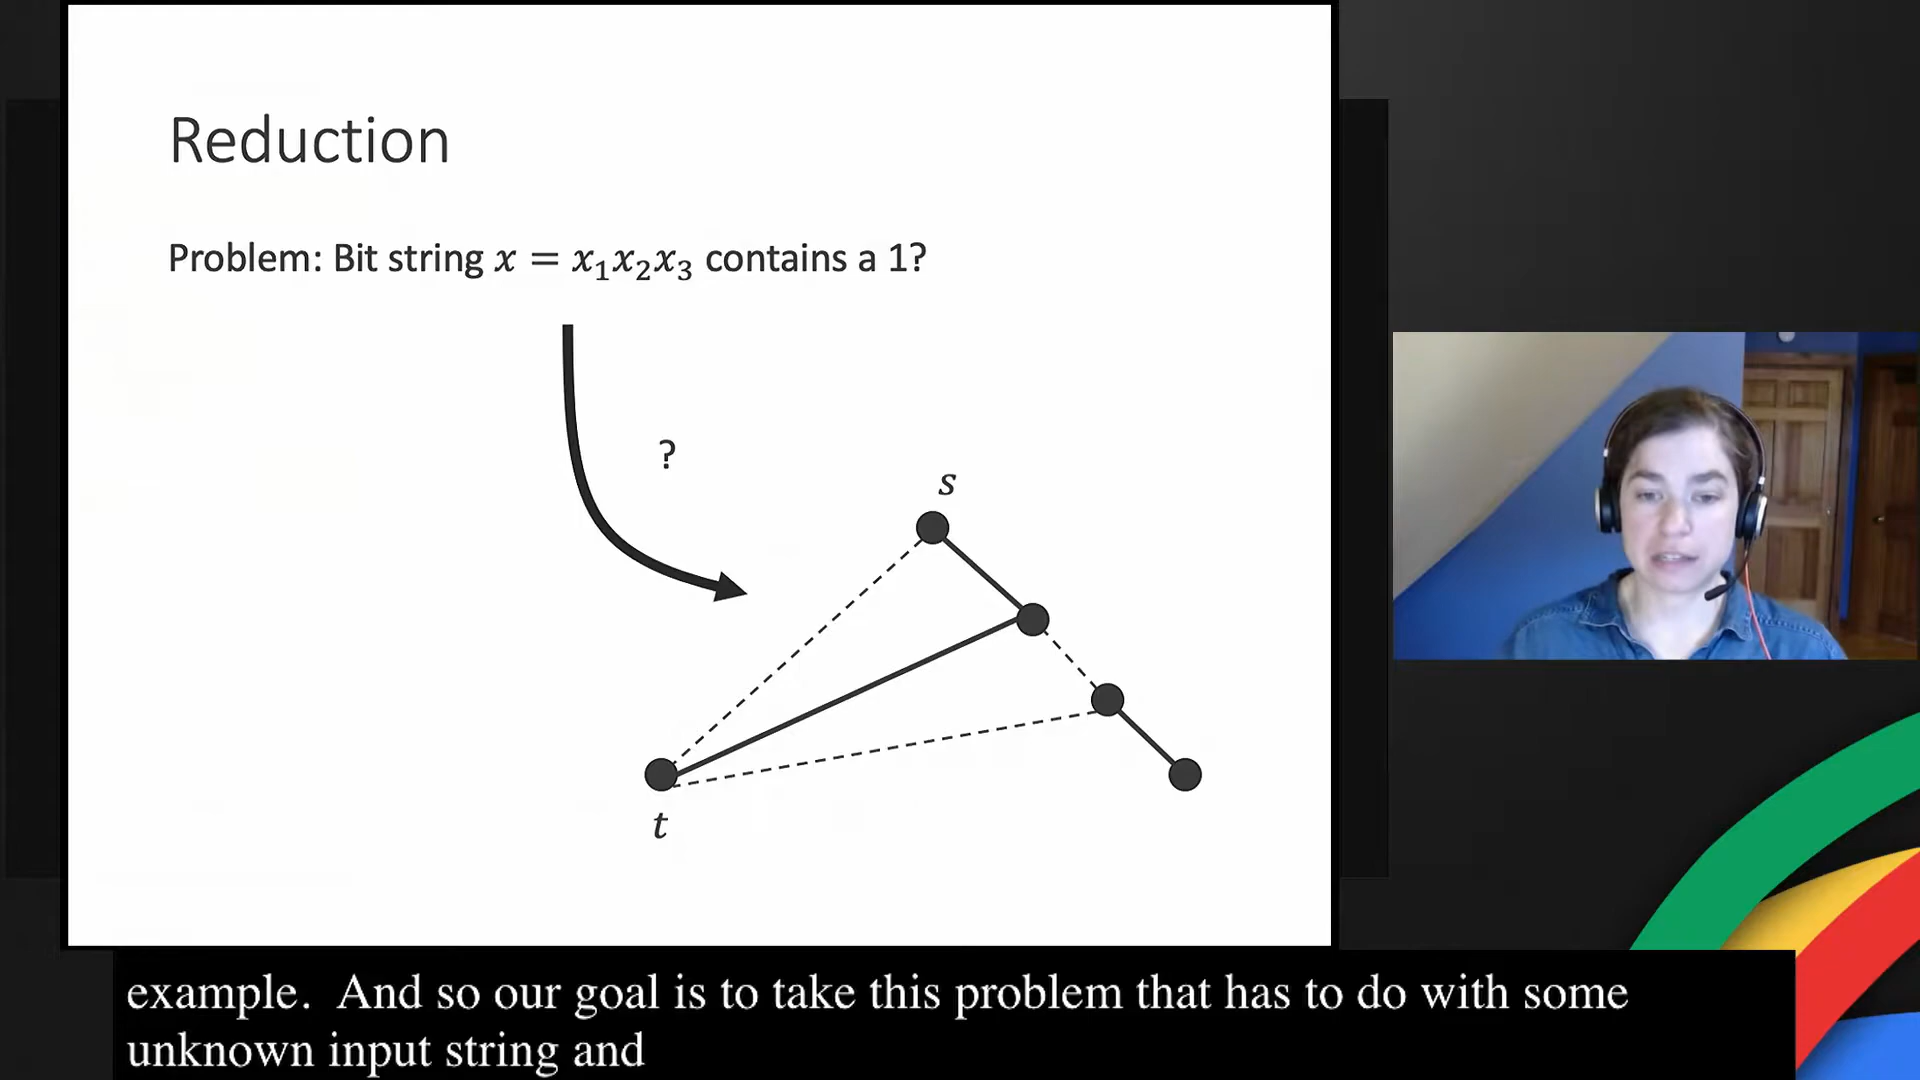 Reduction
Problem: Bit string x = x₁x₂x₃ contains a 1?
?
s
t
example.  And so our goal is to take this problem that has to do with some
unknown input string and